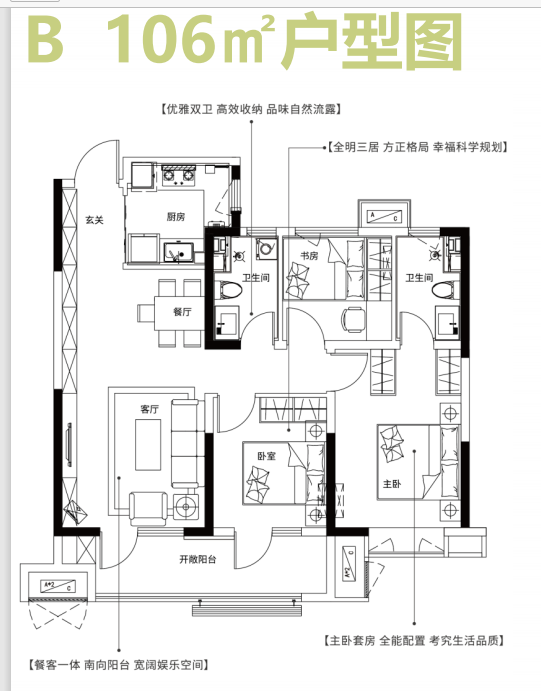 B 106㎡户型图
【优雅双卫 高效收纳 品味自然流露】
【全明三居 方正格局 幸福科学规划】
玄关
厨房
A C
卫生间
书房
卫生间
餐厅
客厅
卧室
主卧
开敞阳台
A*2 C
A*2 C
【主卧套房 全能配置 考究生活品质】
【餐客一体 南向阳台 宽阔娱乐空间】